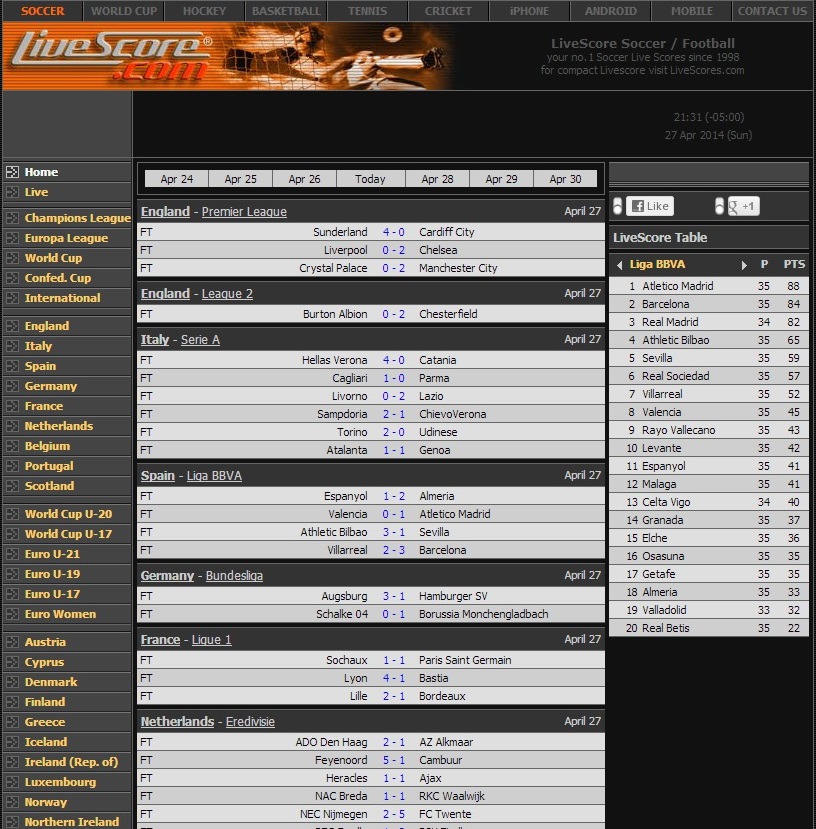 SOCCER WORLD CUP HOCKEY BASKETBALL TENNIS CRICKET iPHONE ANDROID MOBILE CONTACT US
LiveScore®
.com
LiveScore Soccer / Football
your no.1 Soccer Live Scores since 1998
for compact Livescore visit LiveScores.com
21:31 (-05:00)
27 Apr 2014 (Sun)
Home
Live
Champions League
Europa League
World Cup
Confed. Cup
International
England
Italy
Spain
Germany
France
Netherlands
Belgium
Portugal
Scotland
World Cup U-20
World Cup U-17
Euro U-21
Euro U-19
Euro U-17
Euro Women
Austria
Cyprus
Denmark
Finland
Greece
Iceland
Ireland (Rep. of)
Luxembourg
Norway
Northern Ireland
Apr 24 Apr 25 Apr 26 Today Apr 28 Apr 29 Apr 30
England - Premier League April 27
FT Sunderland 4 - 0 Cardiff City
FT Liverpool 0 - 2 Chelsea
FT Crystal Palace 0 - 2 Manchester City
England - League 2 April 27
FT Burton Albion 0 - 2 Chesterfield
Italy - Serie A April 27
FT Hellas Verona 4 - 0 Catania
FT Cagliari 1 - 0 Parma
FT Livorno 0 - 2 Lazio
FT Sampdoria 2 - 1 ChievoVerona
FT Torino 2 - 0 Udinese
FT Atalanta 1 - 1 Genoa
Spain - Liga BBVA April 27
FT Espanyol 1 - 2 Almeria
FT Valencia 0 - 1 Atletico Madrid
FT Athletic Bilbao 3 - 1 Sevilla
FT Villarreal 2 - 3 Barcelona
Germany - Bundesliga April 27
FT Augsburg 3 - 1 Hamburger SV
FT Schalke 04 0 - 1 Borussia Monchengladbach
France - Ligue 1 April 27
FT Sochaux 1 - 1 Paris Saint Germain
FT Lyon 4 - 1 Bastia
FT Lille 2 - 1 Bordeaux
Netherlands - Eredivisie April 27
FT ADO Den Haag 2 - 1 AZ Alkmaar
FT Feyenoord 5 - 1 Cambuur
FT Heracles 1 - 1 Ajax
FT NAC Breda 1 - 1 RKC Waalwijk
FT NEC Nijmegen 2 - 5 FC Twente
Like +1
LiveScore Table
Liga BBVA P PTS
1 Atletico Madrid 35 88
2 Barcelona 35 84
3 Real Madrid 34 82
4 Athletic Bilbao 35 65
5 Sevilla 35 59
6 Real Sociedad 35 57
7 Villarreal 35 52
8 Valencia 35 45
9 Rayo Vallecano 35 43
10 Levante 35 42
11 Espanyol 35 41
12 Malaga 35 41
13 Celta Vigo 34 40
14 Granada 35 37
15 Elche 35 36
16 Osasuna 35 35
17 Getafe 35 35
18 Almeria 35 33
19 Valladolid 33 32
20 Real Betis 35 22